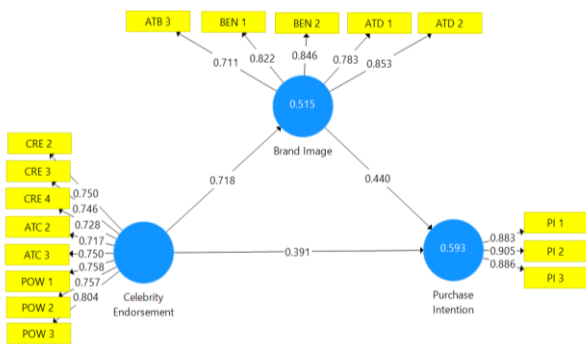 ATB 3
BEN 1
BEN 2
ATD 1
ATD 2
0.711
0.822
0.846
0.783
0.853
0.515
Brand Image
CRE 2
CRE 3
CRE 4
ATC 2
ATC 3
POW 1
POW 2
POW 3
0.750
0.746
0.728
0.717
0.750
0.758
0.757
0.804
Celebrity
Endorsement
0.718
0.440
0.391
0.593
Purchase
Intention
0.883
0.905
0.886
PI 1
PI 2
PI 3